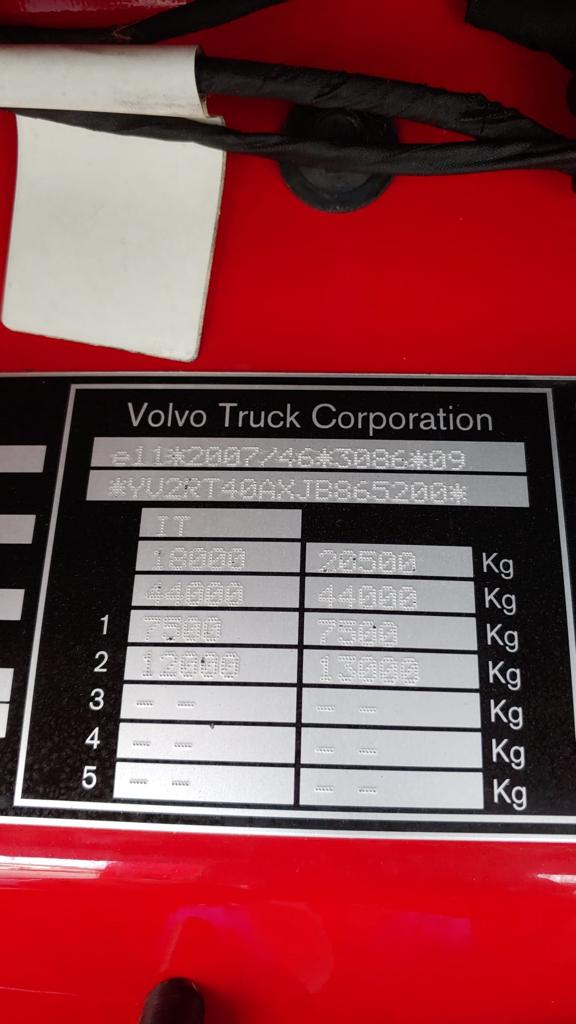 Volvo Truck Corporation
e11*2007/46*3086*09
*YV2RT40AXJB865200*
IT
18000 20500 Kg
44000 44000 Kg
1 7500 7500 Kg
2 12000 13000 Kg
3 -- -- -- -- Kg
4 -- -- -- -- Kg
5 -- -- -- -- Kg